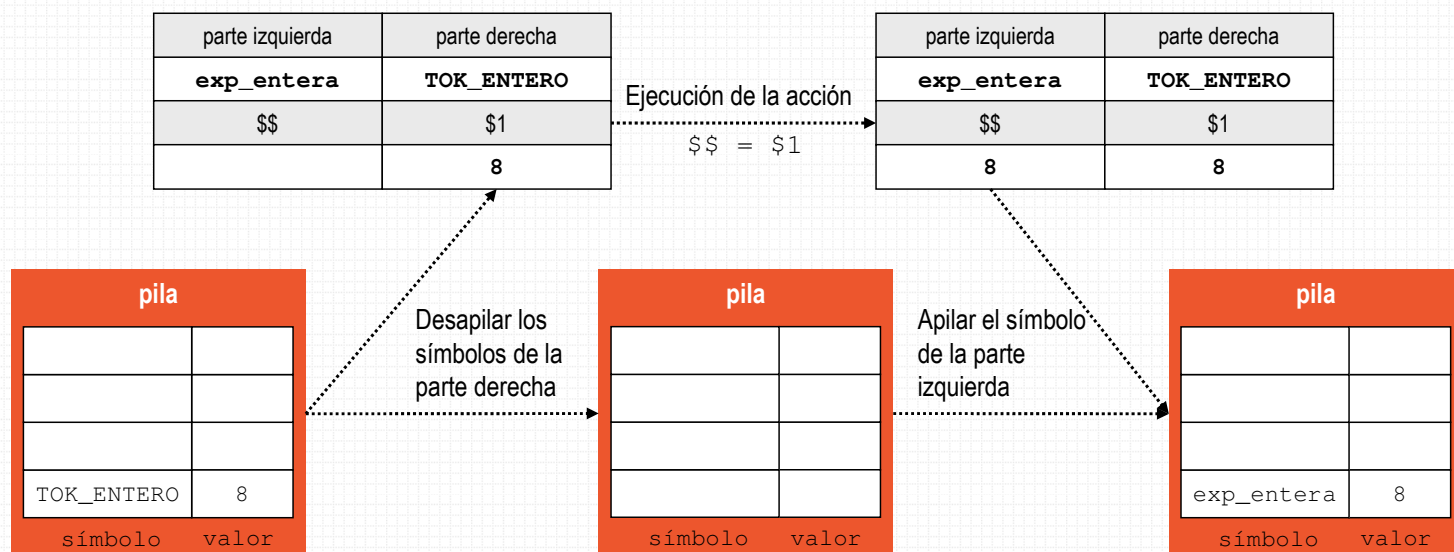 parte izquierda parte derecha
exp_entera TOK_ENTERO
$$ $1
8
Ejecución de la acción
$$ = $1
parte izquierda parte derecha
exp_entera TOK_ENTERO
$$ $1
8 8
pila
TOK_ENTERO 8
símbolo valor
Desapilar los
símbolos de la
parte derecha
pila
símbolo valor
Apilar el símbolo
de la parte
izquierda
pila
exp_entera 8
símbolo valor